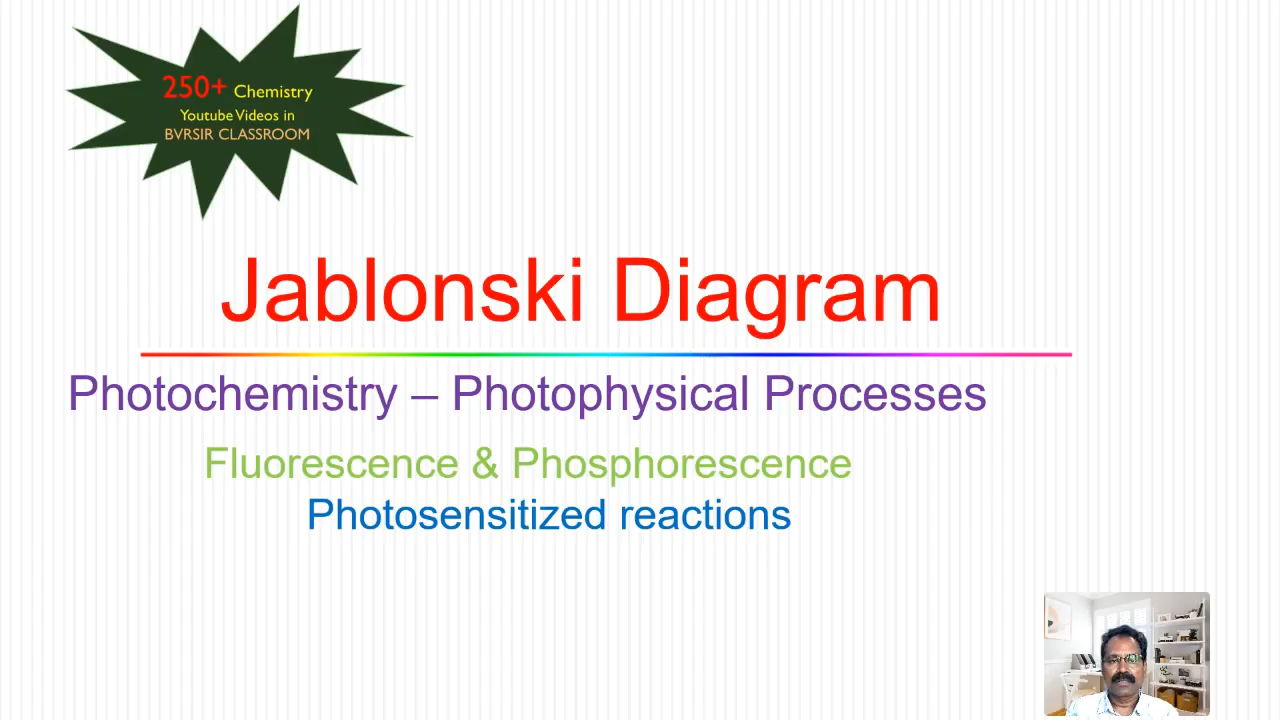 250+ Chemistry
Youtube Videos in
BVRSIR CLASSROOM
Jablonski Diagram
Photochemistry – Photophysical Processes
Fluorescence & Phosphorescence
Photosensitized reactions